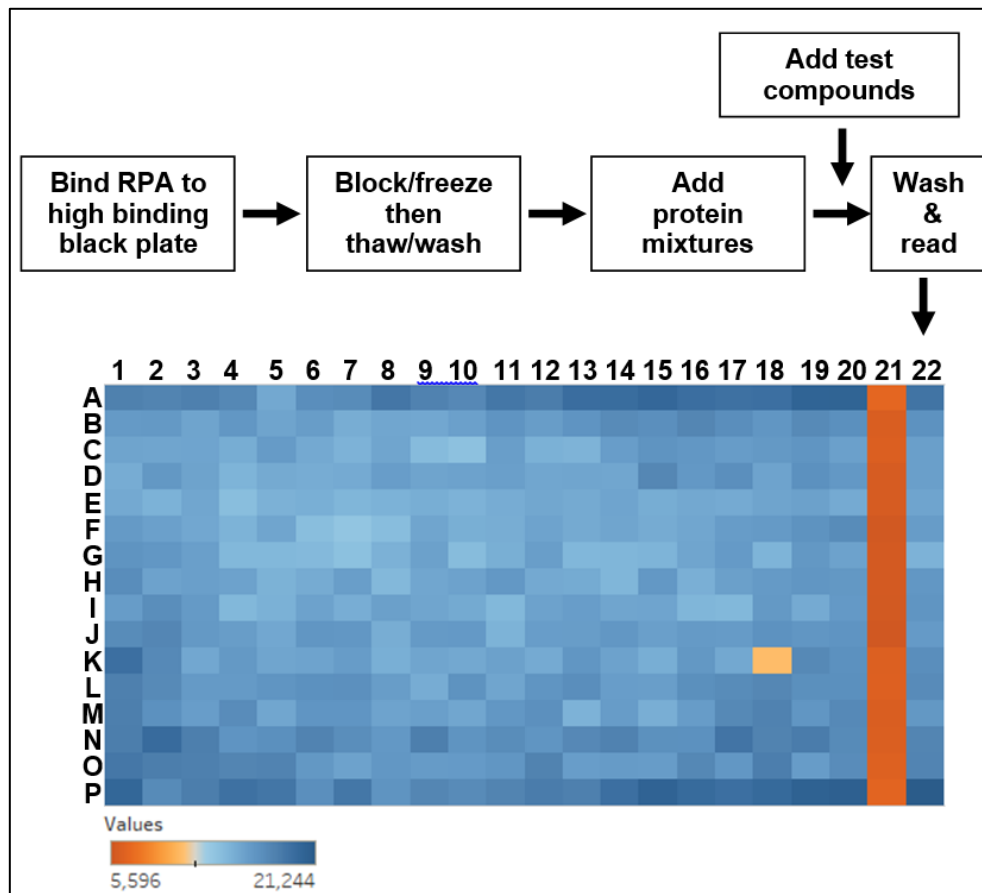 Add test
compounds
Bind RPA to
high binding
black plate
Block/freeze
then
thaw/wash
Add
protein
mixtures
Wash
&
read
1 2 3 4 5 6 7 8 9 10 11 12 13 14 15 16 17 18 19 20 21 22
A
B
C
D
E
F
G
H
I
J
K
L
M
N
O
P
Values
5,596 21,244